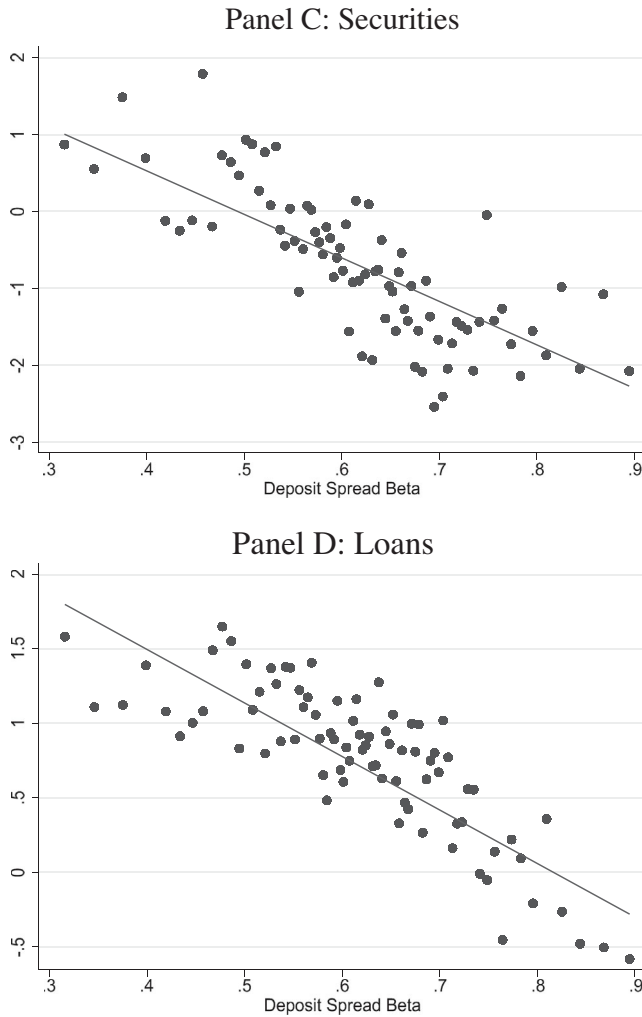 Panel C: Securities
2
1
0
-1
-2
-3
.3 .4 .5 .6 .7 .8 .9
Deposit Spread Beta
Panel D: Loans
2
1.5
1
.5
0
-.5
.3 .4 .5 .6 .7 .8 .9
Deposit Spread Beta